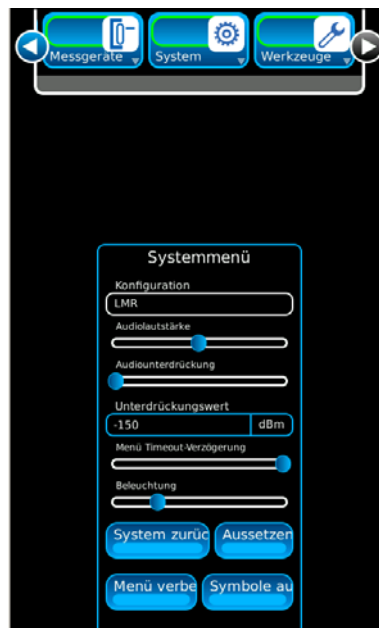 Messgeräte
System
Werkzeuge
Systemmenü
Konfiguration
LMR
Audiolautstärke
Audiounterdrückung
Unterdrückungswert
-150 dBm
Menü Timeout-Verzögerung
Beleuchtung
System zurüc Aussetzen
Menü verbe Symbole au